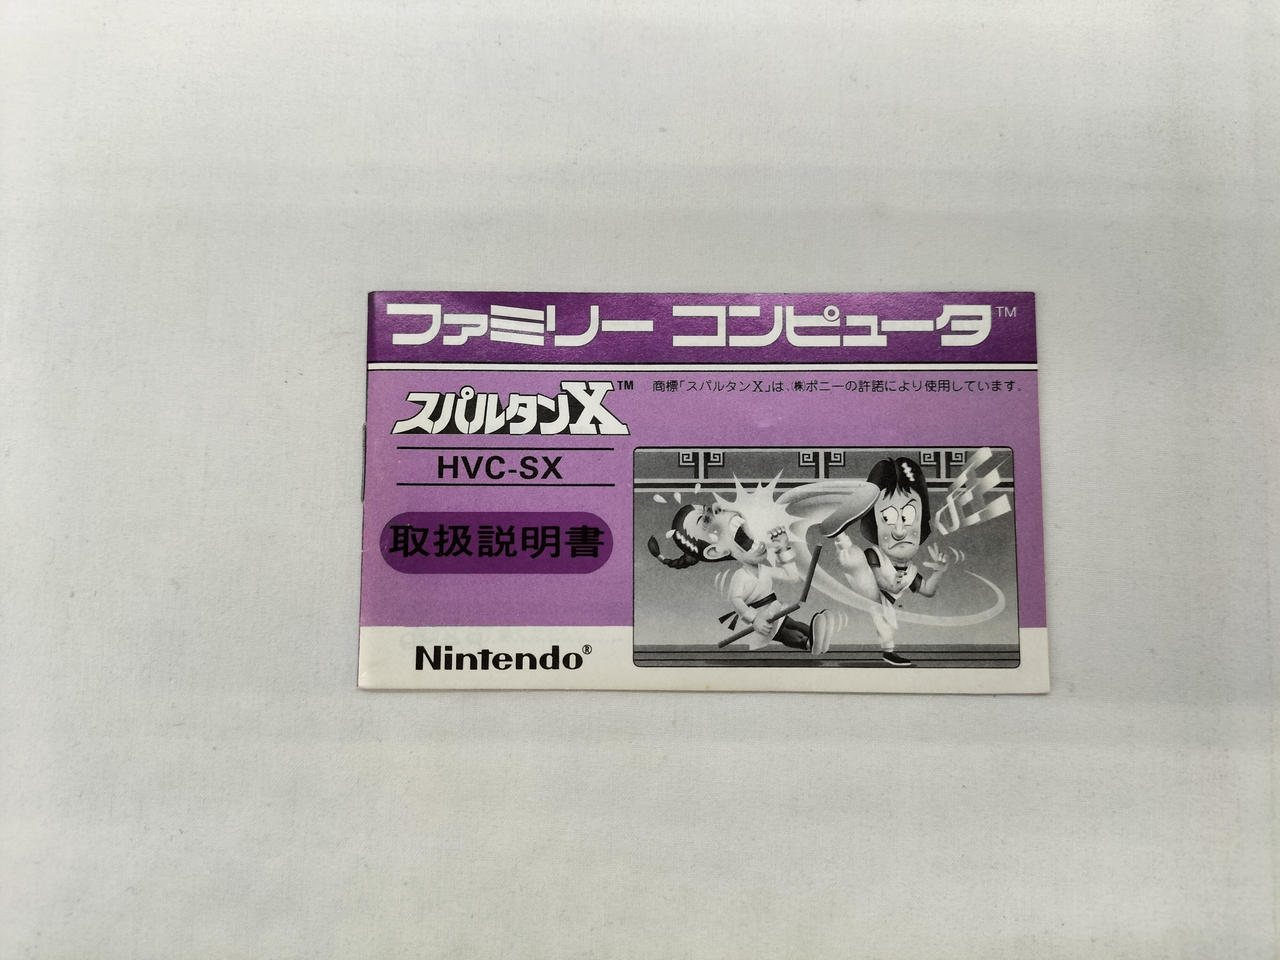 ファミリー コンピュータ™
スパルタンX™
商標「スパルタンX」は、㈱ポニーの許諾により使用しています。
HVC-SX
取扱説明書
Nintendo®